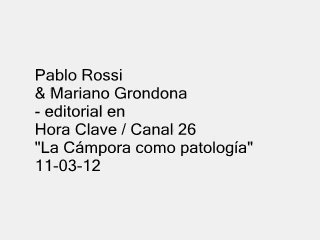 Pablo Rossi
& Mariano Grondona
- editorial en
Hora Clave / Canal 26
"La Cámpora como patología"
11-03-12